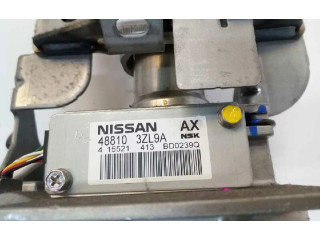 NISSAN AX
NSK
48810 3ZL9A
4 15521 413 BD0239Q